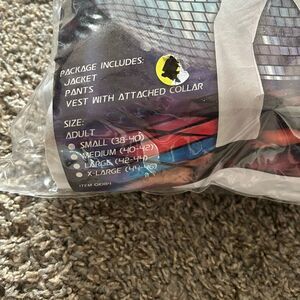 PACKAGE INCLUDES:
JACKET
PANTS
VEST WITH ATTACHED COLLAR
SIZE:
ADULT
SMALL (38-40)
MEDIUM (40-42)
LARGE (42-44)
X-LARGE (44-46)
ITEM